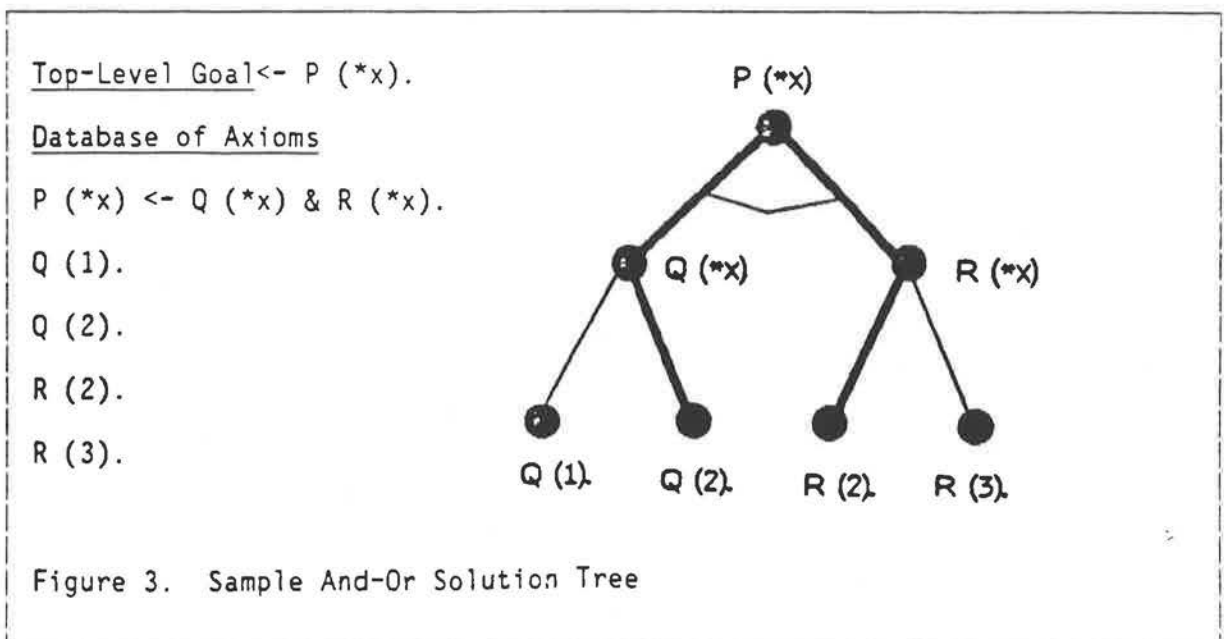 Top-Level Goal<- P (*x).
Database of Axioms
P (*x) <- Q (*x) & R (*x).
Q (1).
Q (2).
R (2).
R (3).
P (*x)
Q (*x)
R (*x)
Q (1).
Q (2).
R (2).
R (3).
Figure 3. Sample And-Or Solution Tree